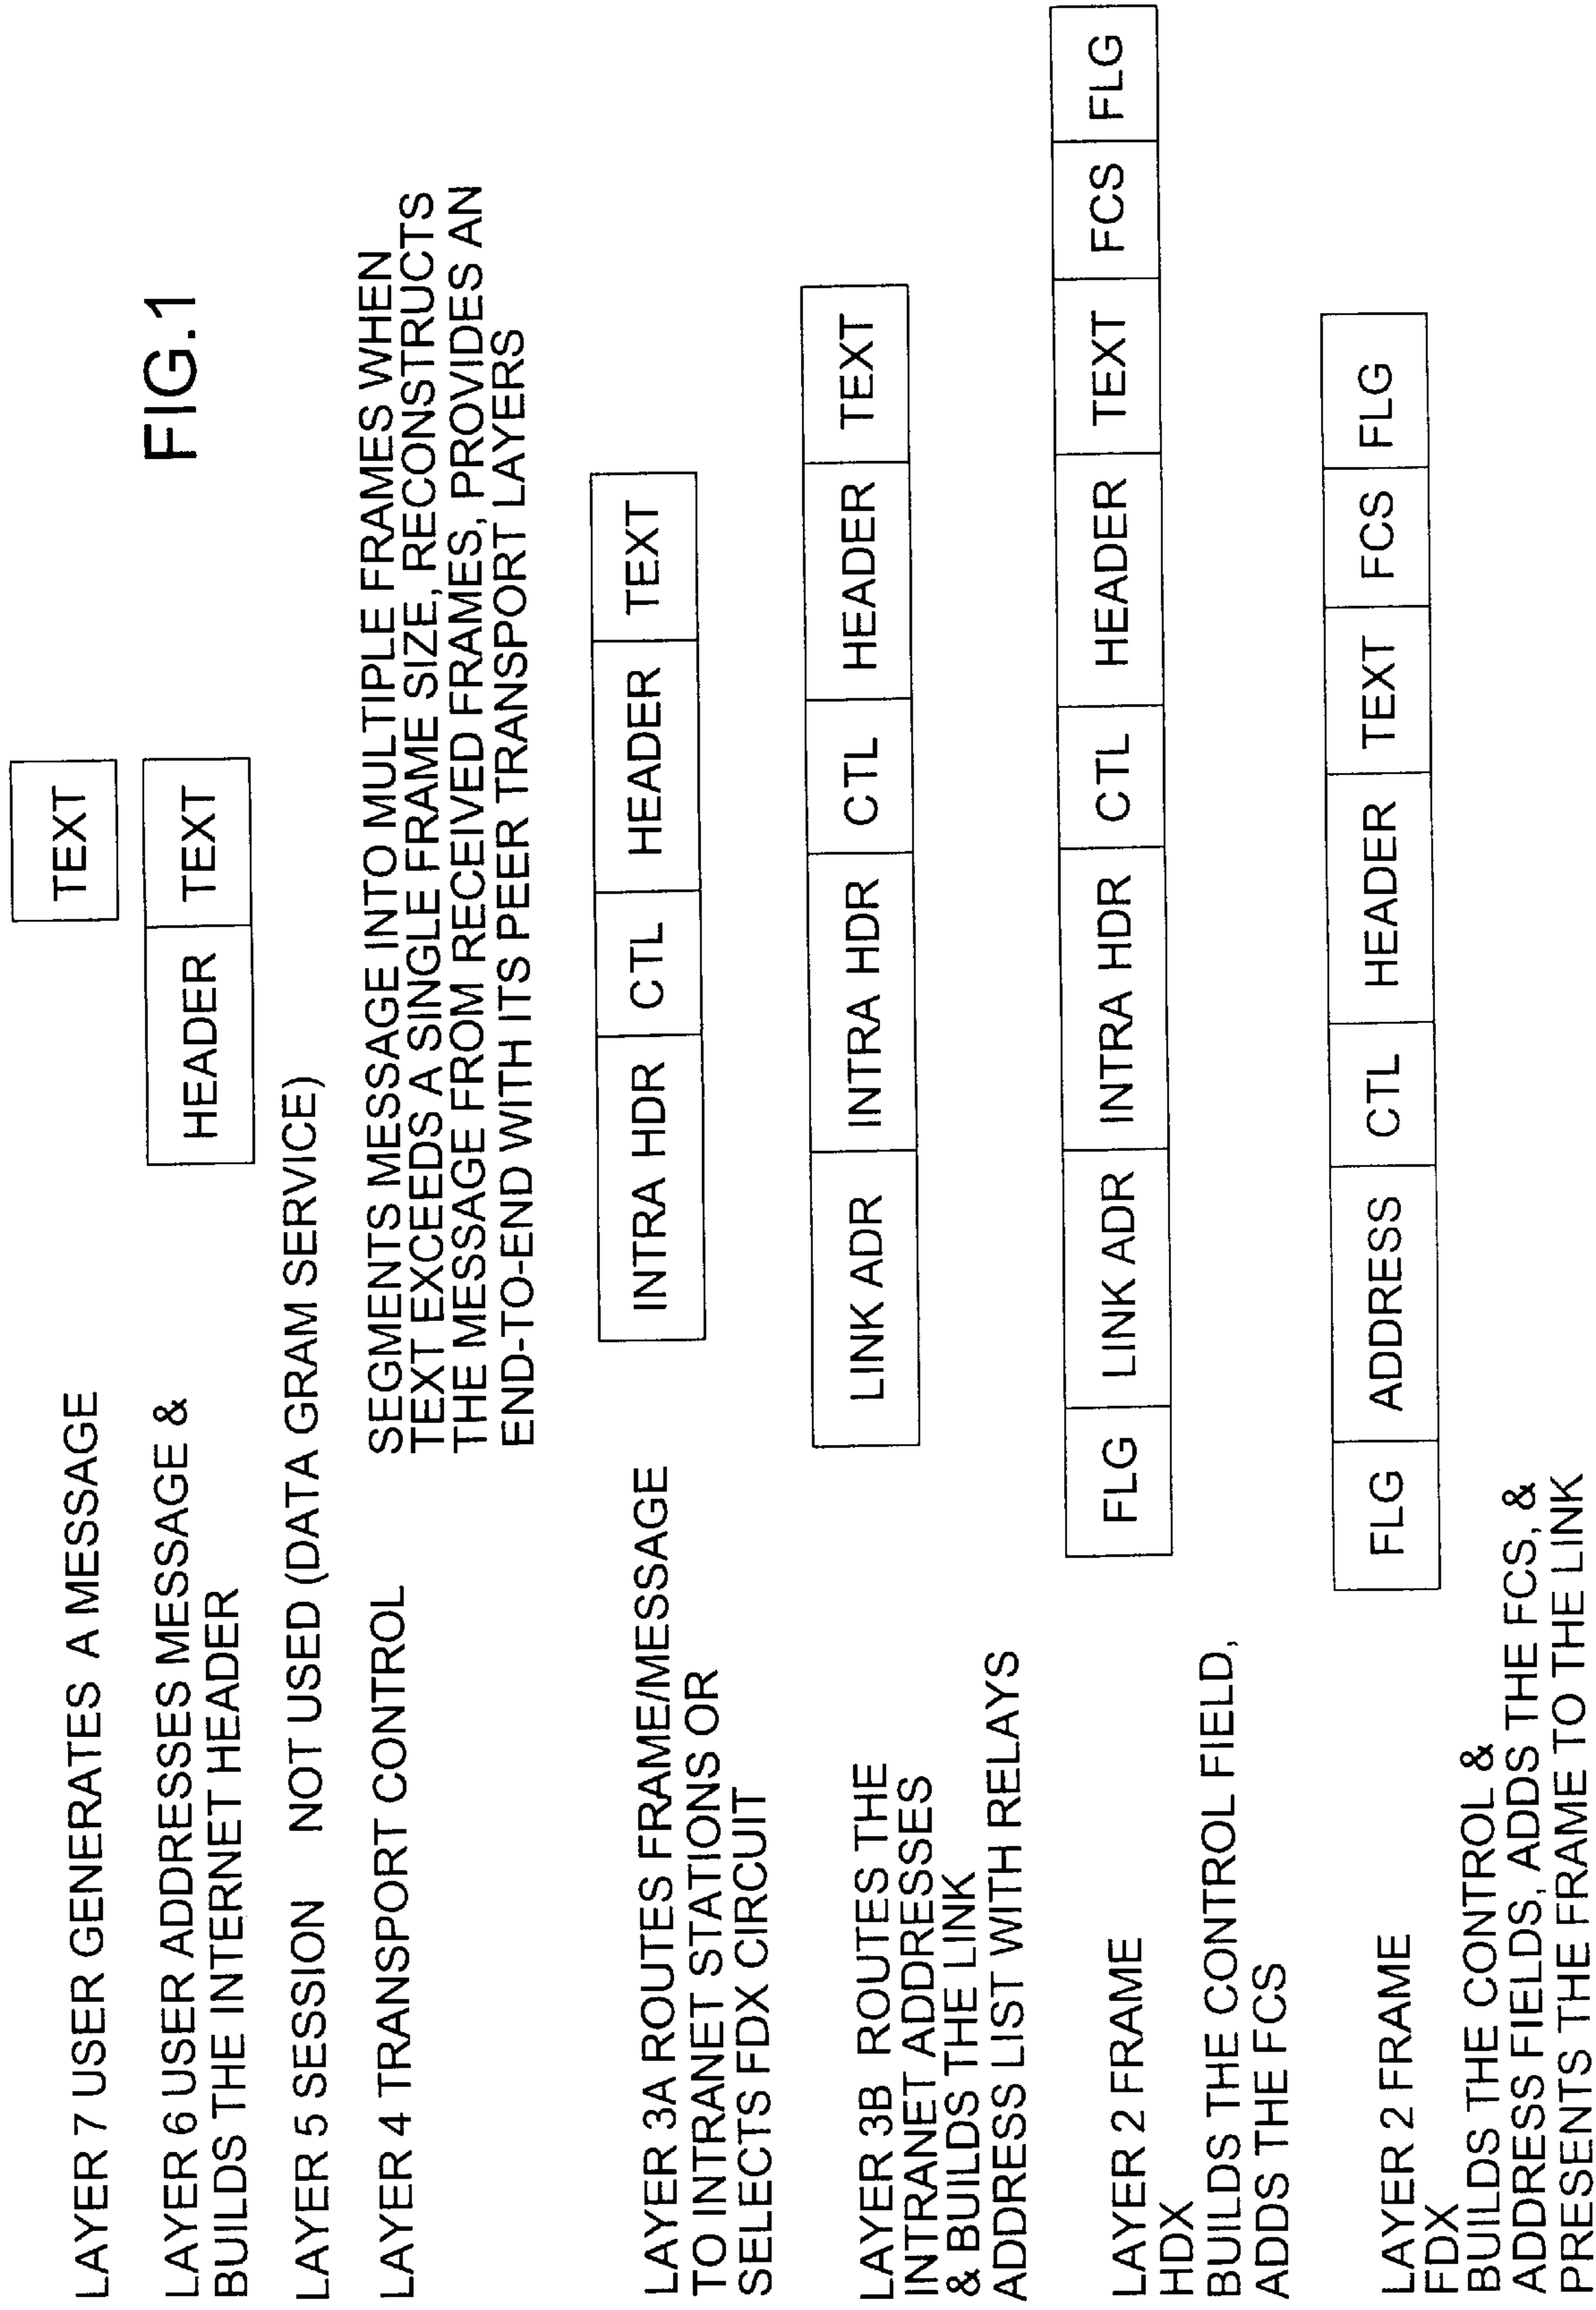 FIG.1
LAYER 7 USER GENERATES A MESSAGE
TEXT
LAYER 6 USER ADDRESSES MESSAGE &
BUILDS THE INTERNET HEADER
HEADER TEXT
LAYER 5 SESSION NOT USED (DATA GRAM SERVICE)
LAYER 4 TRANSPORT CONTROL
SEGMENTS MESSAGE INTO MULTIPLE FRAMES WHEN
TEXT EXCEEDS A SINGLE FRAME SIZE, RECONSTRUCTS
THE MESSAGE FROM RECEIVED FRAMES, PROVIDES AN
END-TO-END WITH ITS PEER TRANSPORT LAYERS
LAYER 3A ROUTES FRAME/MESSAGE
TO INTRANET STATIONS OR
SELECTS FDX CIRCUIT
INTRA HDR CTL HEADER TEXT
LAYER 3B ROUTES THE
INTRANET ADDRESSES
& BUILDS THE LINK
ADDRESS LIST WITH RELAYS
LINK ADR INTRA HDR CTL HEADER TEXT
LAYER 2 FRAME
HDX
BUILDS THE CONTROL FIELD,
ADDS THE FCS
FLG LINK ADR INTRA HDR CTL HEADER TEXT FCS FLG
LAYER 2 FRAME
FDX
BUILDS THE CONTROL &
ADDRESS FIELDS, ADDS THE FCS, &
PRESENTS THE FRAME TO THE LINK
FLG ADDRESS CTL HEADER TEXT FCS FLG